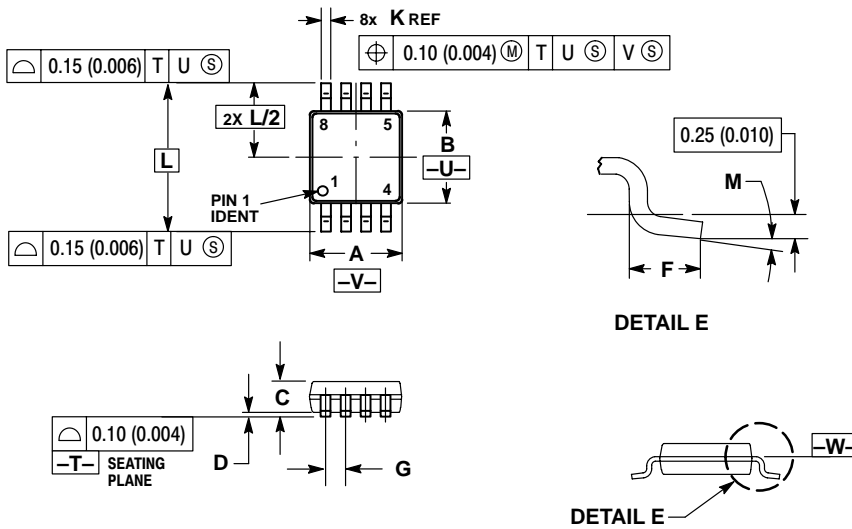 8x K REF
⌖ 0.10 (0.004) Ⓜ T U Ⓢ V Ⓢ
⌓ 0.15 (0.006) T U Ⓢ
2X L/2
8 5
B
–U–
L
1
4
PIN 1
IDENT
⌓ 0.15 (0.006) T U Ⓢ
A
–V–
0.25 (0.010)
M
F
DETAIL E
C
⌓ 0.10 (0.004)
–T– SEATING
PLANE
D
G
–W–
DETAIL E